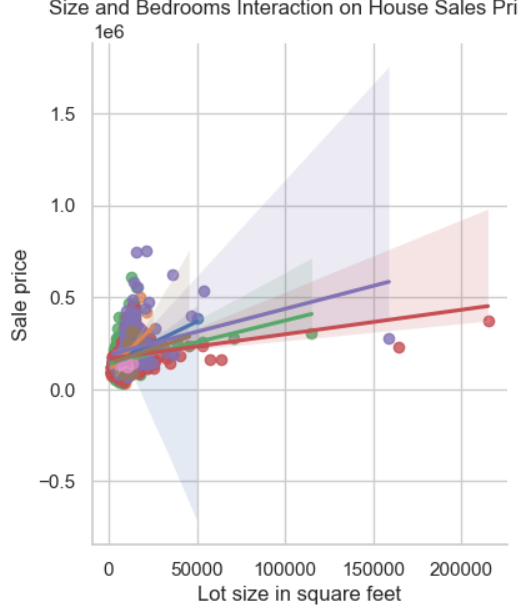 Size and Bedrooms Interaction on House Sales Pri
1e6
1.5
1.0
0.5
0.0
−0.5
Sale price
0 50000 100000 150000 200000
Lot size in square feet